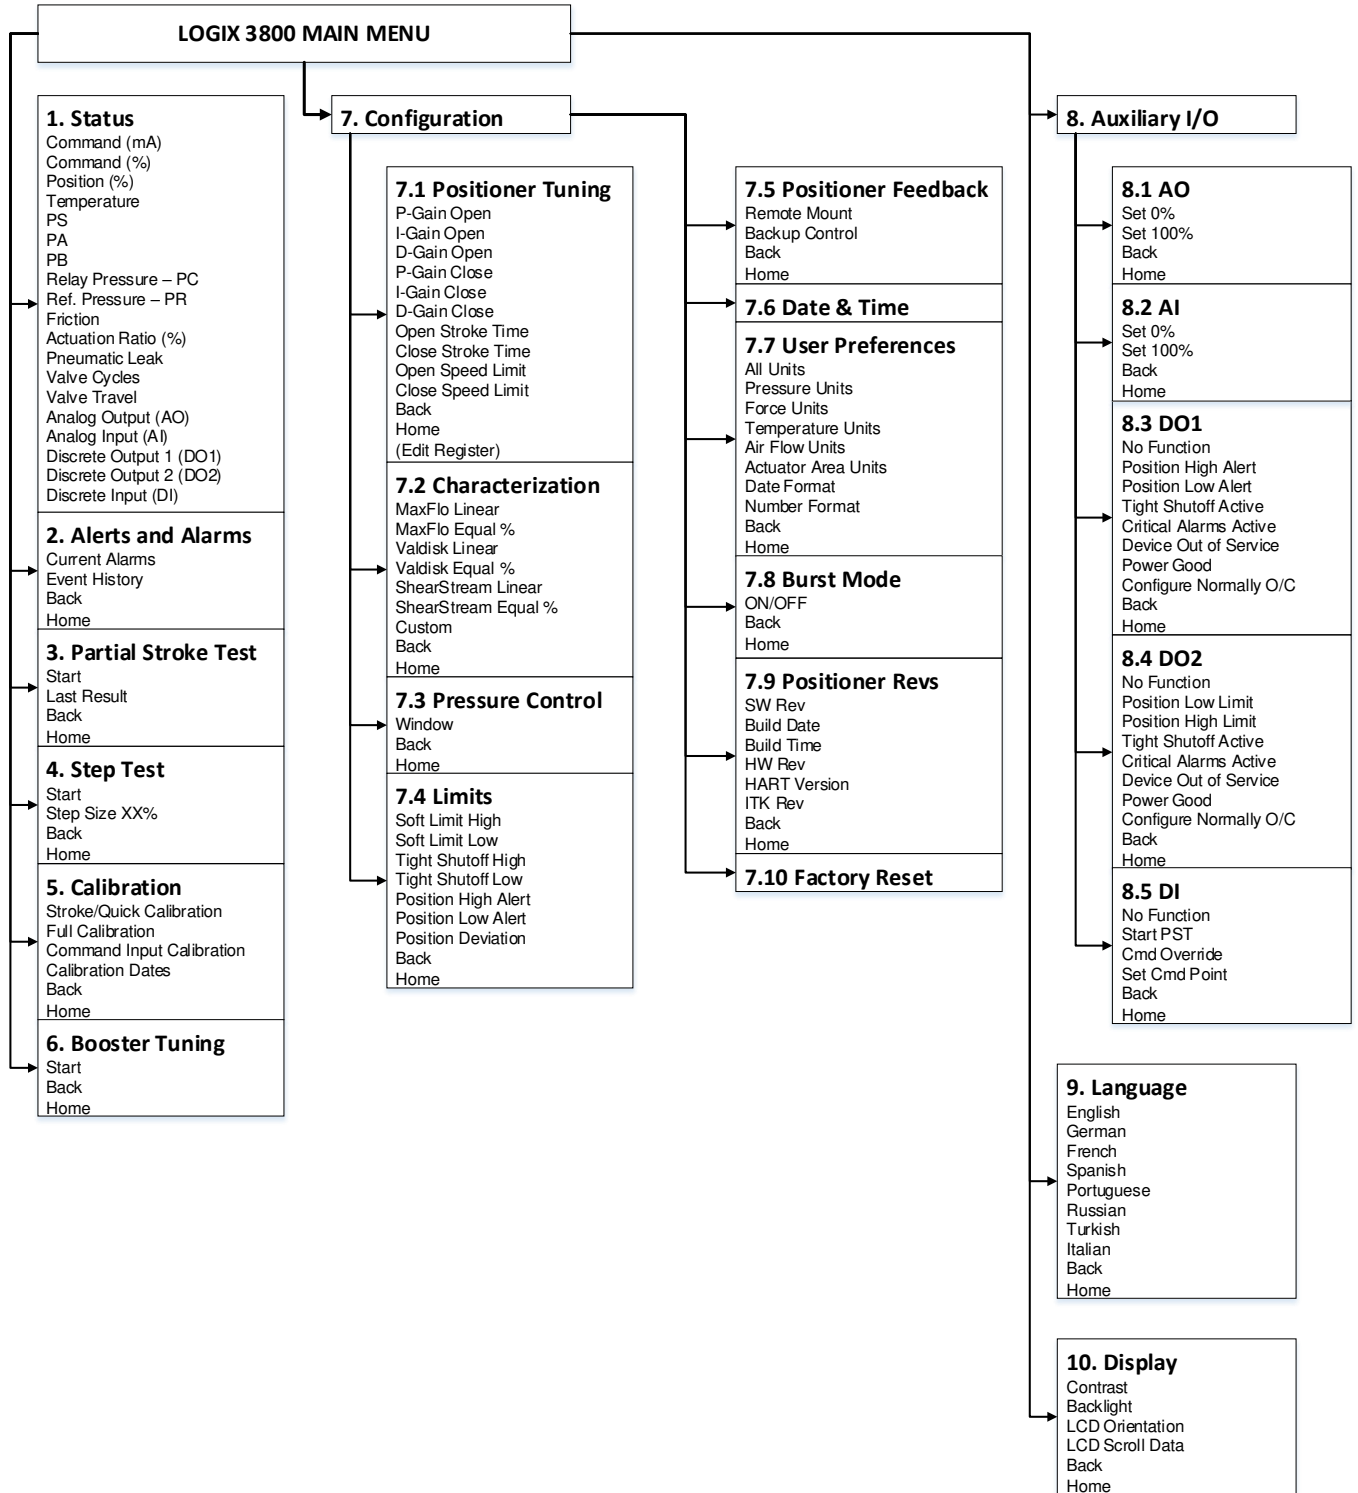 LOGIX 3800 MAIN MENU
1. Status
Command (mA)
Command (%)
Position (%)
Temperature
PS
PA
PB
Relay Pressure – PC
Ref. Pressure – PR
Friction
Actuation Ratio (%)
Pneumatic Leak
Valve Cycles
Valve Travel
Analog Output (AO)
Analog Input (AI)
Discrete Output 1 (DO1)
Discrete Output 2 (DO2)
Discrete Input (DI)
2. Alerts and Alarms
Current Alarms
Event History
Back
Home
3. Partial Stroke Test
Start
Last Result
Back
Home
4. Step Test
Start
Step Size XX%
Back
Home
5. Calibration
Stroke/Quick Calibration
Full Calibration
Command Input Calibration
Calibration Dates
Back
Home
6. Booster Tuning
Start
Back
Home
7. Configuration
7.1 Positioner Tuning
P-Gain Open
I-Gain Open
D-Gain Open
P-Gain Close
I-Gain Close
D-Gain Close
Open Stroke Time
Close Stroke Time
Open Speed Limit
Close Speed Limit
Back
Home
(Edit Register)
7.2 Characterization
MaxFlo Linear
MaxFlo Equal %
Valdisk Linear
Valdisk Equal %
ShearStream Linear
ShearStream Equal %
Custom
Back
Home
7.3 Pressure Control
Window
Back
Home
7.4 Limits
Soft Limit High
Soft Limit Low
Tight Shutoff High
Tight Shutoff Low
Position High Alert
Position Low Alert
Position Deviation
Back
Home
7.5 Positioner Feedback
Remote Mount
Backup Control
Back
Home
7.6 Date & Time
7.7 User Preferences
All Units
Pressure Units
Force Units
Temperature Units
Air Flow Units
Actuator Area Units
Date Format
Number Format
Back
Home
7.8 Burst Mode
ON/OFF
Back
Home
7.9 Positioner Revs
SW Rev
Build Date
Build Time
HW Rev
HART Version
ITK Rev
Back
Home
7.10 Factory Reset
8. Auxiliary I/O
8.1 AO
Set 0%
Set 100%
Back
Home
8.2 AI
Set 0%
Set 100%
Back
Home
8.3 DO1
No Function
Position High Alert
Position Low Alert
Tight Shutoff Active
Critical Alarms Active
Device Out of Service
Power Good
Configure Normally O/C
Back
Home
8.4 DO2
No Function
Position Low Limit
Position High Limit
Tight Shutoff Active
Critical Alarms Active
Device Out of Service
Power Good
Configure Normally O/C
Back
Home
8.5 DI
No Function
Start PST
Cmd Override
Set Cmd Point
Back
Home
9. Language
English
German
French
Spanish
Portuguese
Russian
Turkish
Italian
Back
Home
10. Display
Contrast
Backlight
LCD Orientation
LCD Scroll Data
Back
Home